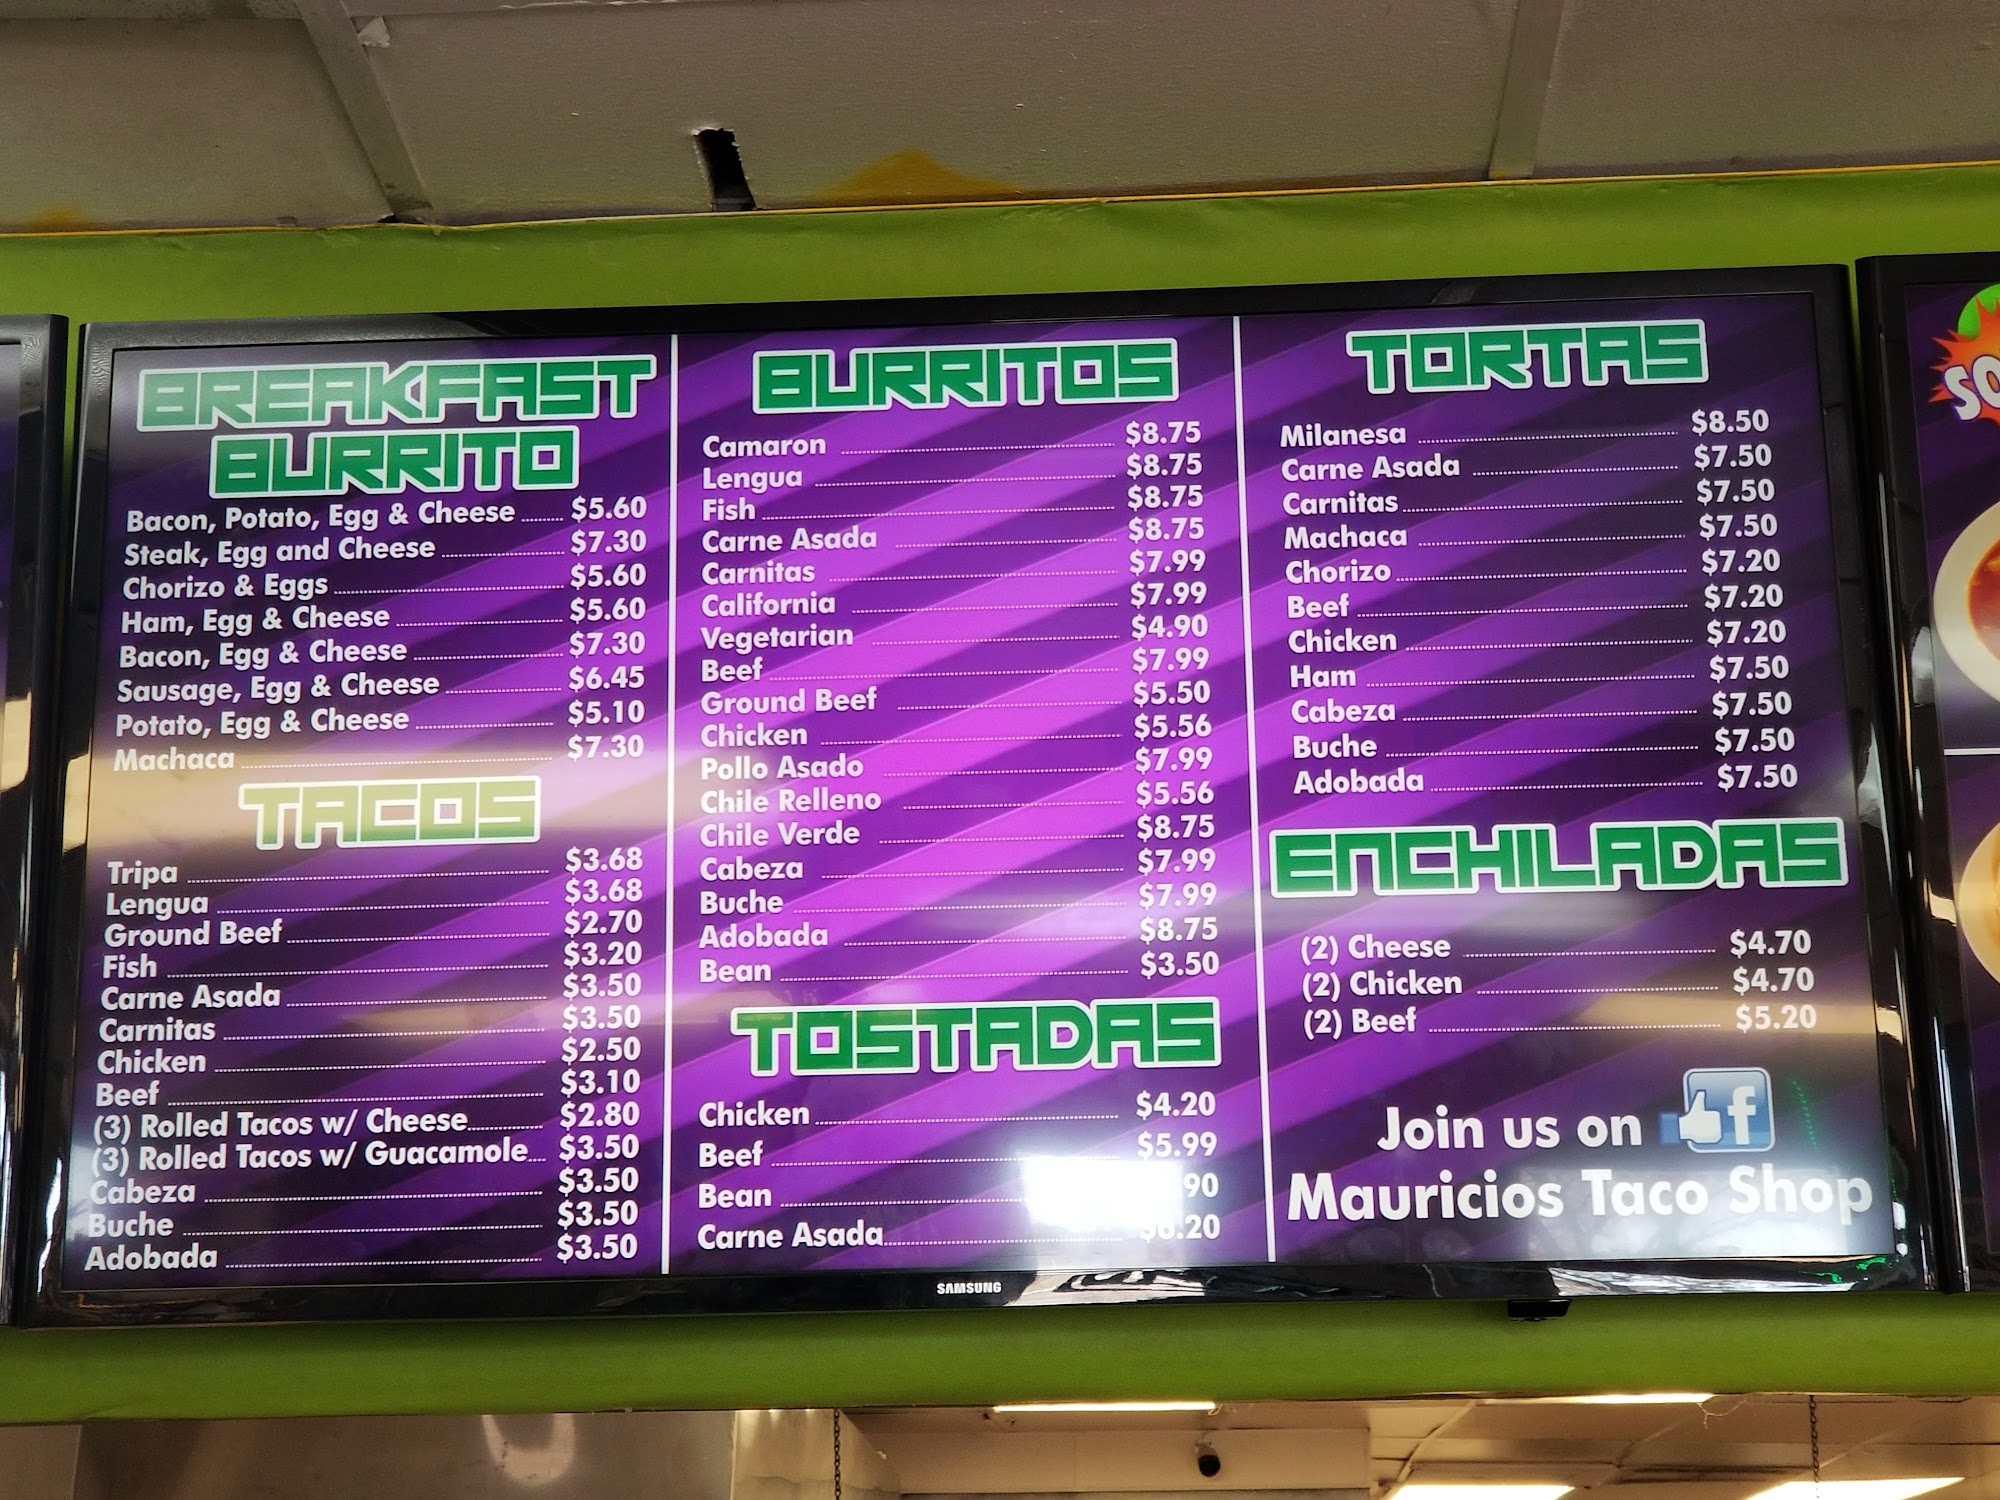 BREAKFAST
BURRITO
Bacon, Potato, Egg & Cheese $5.60
Steak, Egg and Cheese $7.30
Chorizo & Eggs $5.60
Ham, Egg & Cheese $5.60
Bacon, Egg & Cheese $7.30
Sausage, Egg & Cheese $6.45
Potato, Egg & Cheese $5.10
Machaca $7.30
TACOS
Tripa $3.68
Lengua $3.68
Ground Beef $2.70
Fish $3.20
Carne Asada $3.50
Carnitas $3.50
Chicken $2.50
Beef $3.10
(3) Rolled Tacos w/ Cheese $2.80
(3) Rolled Tacos w/ Guacamole $3.50
Cabeza $3.50
Buche $3.50
Adobada $3.50
BURRITOS
Camaron $8.75
Lengua $8.75
Fish $8.75
Carne Asada $8.75
Carnitas $7.99
California $7.99
Vegetarian $4.90
Beef $7.99
Ground Beef $5.50
Chicken $5.56
Pollo Asado $7.99
Chile Relleno $5.56
Chile Verde $8.75
Cabeza $7.99
Buche $7.99
Adobada $8.75
Bean $3.50
TOSTADAS
Chicken $4.20
Beef $5.99
Bean
Carne Asada
SAMSUNG
TORTAS
Milanesa $8.50
Carne Asada $7.50
Carnitas $7.50
Machaca $7.50
Chorizo $7.20
Beef $7.20
Chicken $7.20
Ham $7.50
Cabeza $7.50
Buche $7.50
Adobada $7.50
ENCHILADAS
(2) Cheese $4.70
(2) Chicken $4.70
(2) Beef $5.20
Join us on f
Mauricios Taco Shop